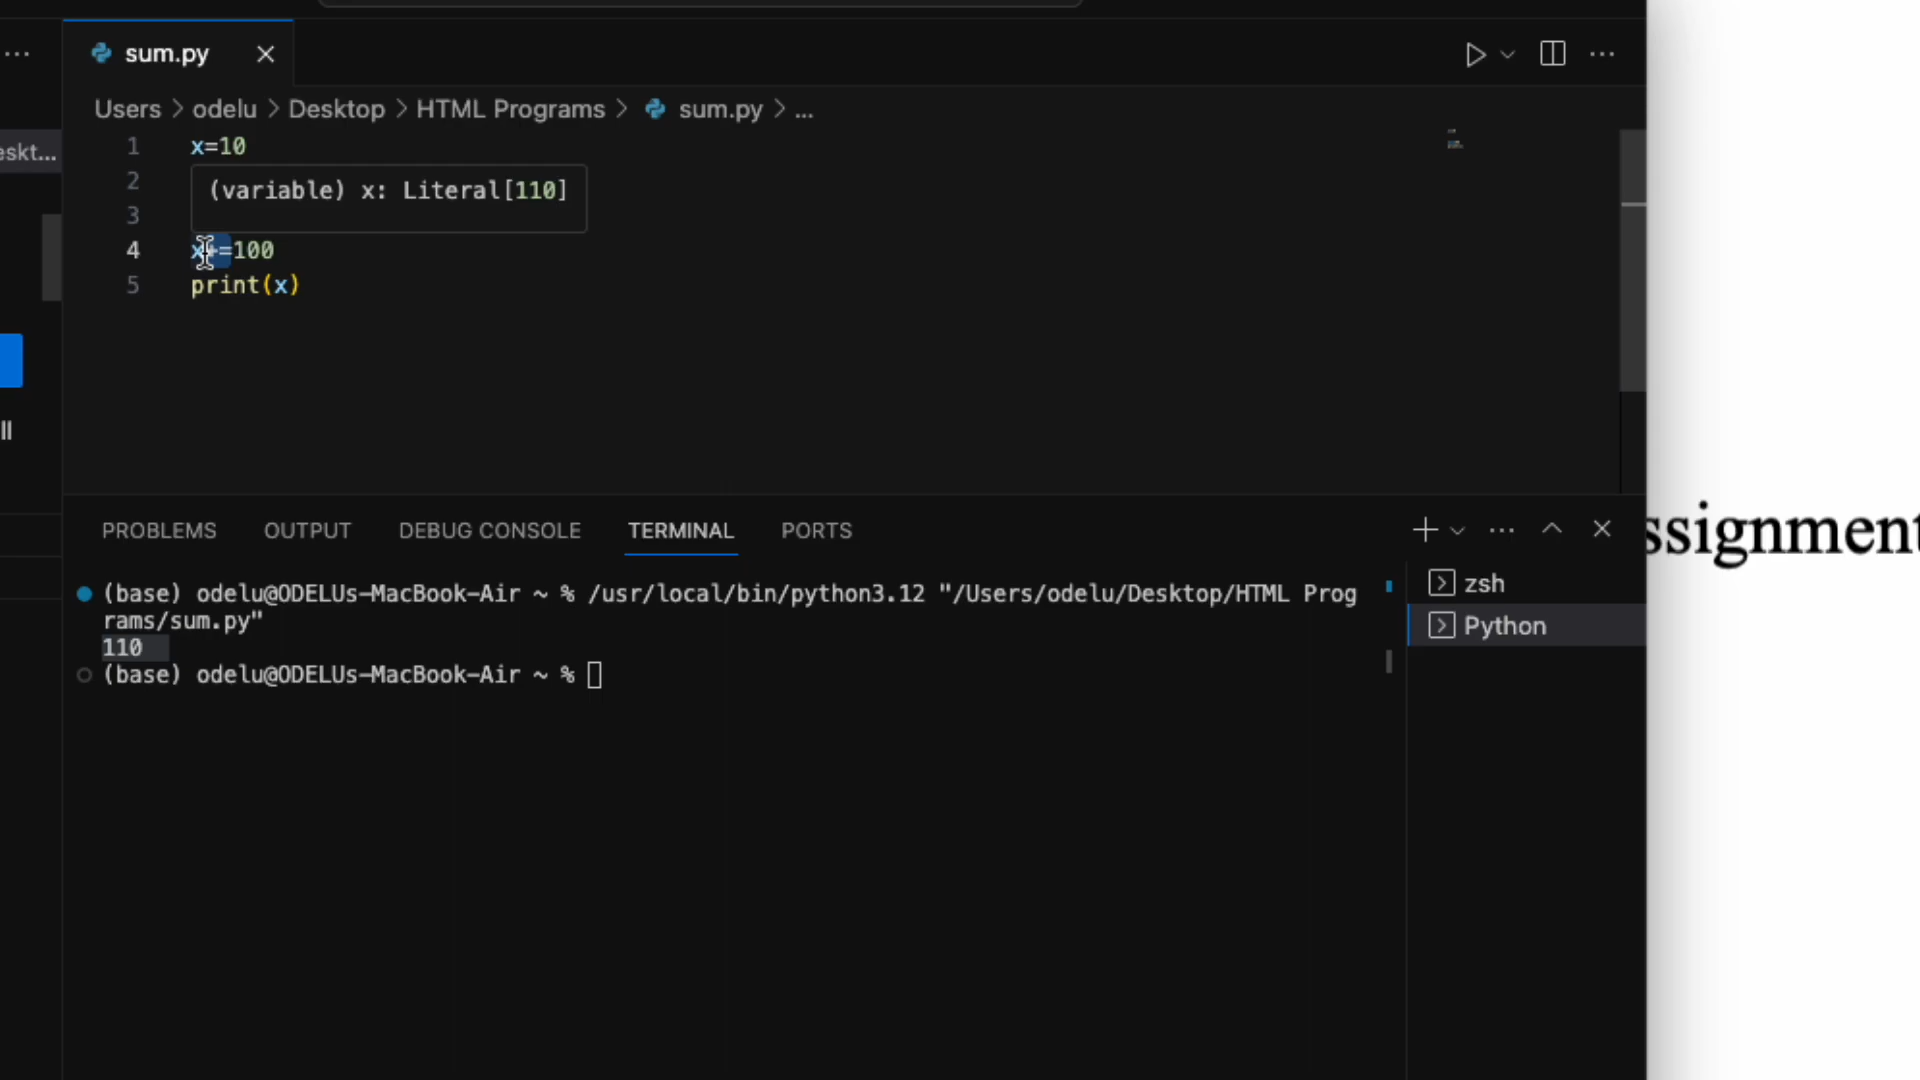 sum.py
Users > odelu > Desktop > HTML Programs > sum.py > ...
eskt...
1 x=10
2 (variable) x: Literal[110]
3
4 x+=100
5 print(x)
ll
PROBLEMS OUTPUT DEBUG CONSOLE TERMINAL PORTS
ssignment
(base) odelu@ODELUs-MacBook-Air ~ % /usr/local/bin/python3.12 "/Users/odelu/Desktop/HTML Prog
rams/sum.py"
110
(base) odelu@ODELUs-MacBook-Air ~ %
zsh
Python